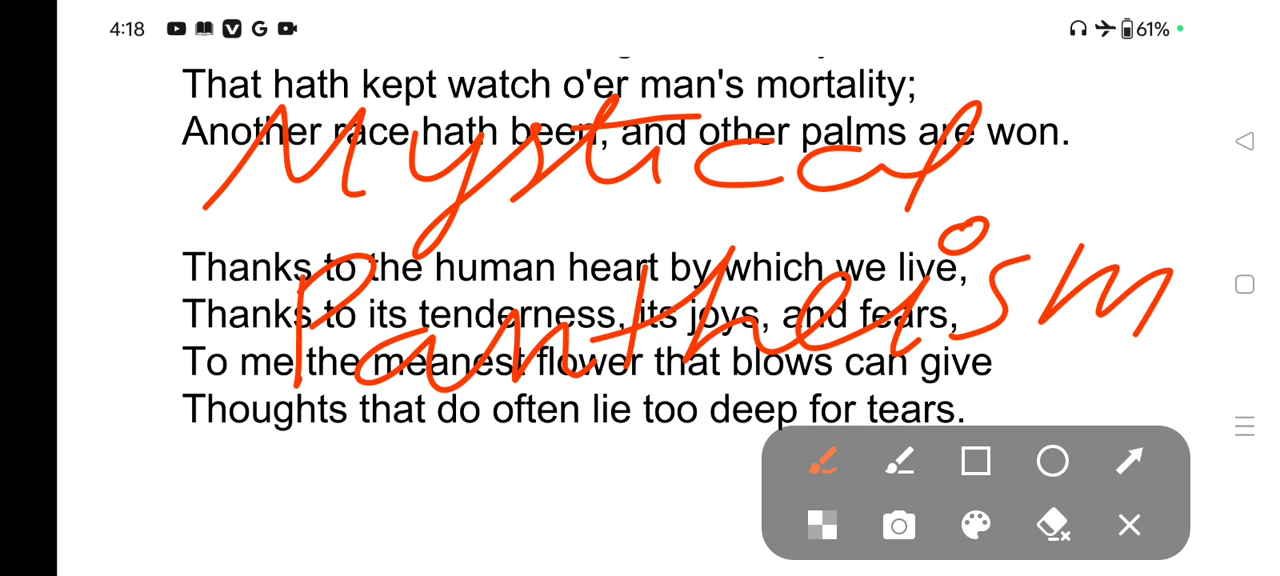 4:18 61%
That hath kept watch o'er man's mortality;
Another race hath been, and other palms are won.
Mystical
Thanks to the human heart by which we live,
Pantheism
Thanks to its tenderness, its joys, and fears,
To me the meanest flower that blows can give
Thoughts that do often lie too deep for tears.